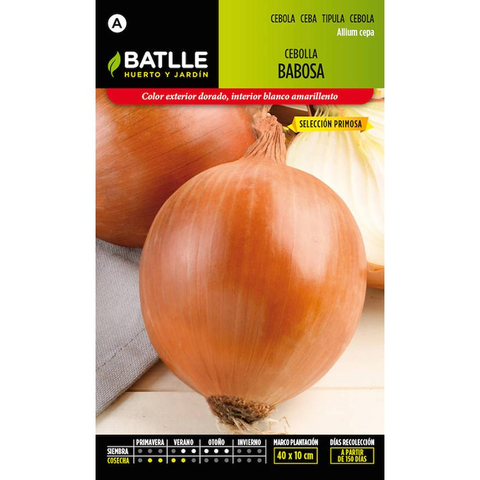 A
BATLLE
HUERTO Y JARDÍN
CEBOLA CEBA TIPULA CEBOLA
Allium cepa
CEBOLLA
BABOSA
Color exterior dorado, interior blanco amarillento
SELECCIÓN PRIMOSA
PRIMAVERA VERANO OTOÑO INVIERNO
SIEMBRA
COSECHA
MARCO PLANTACIÓN
40 x 10 cm
DÍAS RECOLECCIÓN
A PARTIR
DE 150 DÍAS